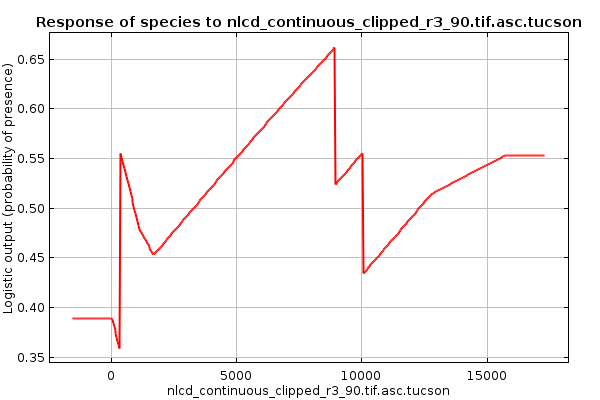 Response of species to nlcd_continuous_clipped_r3_90.tif.asc.tucson
Logistic output (probability of presence)
0.65
0.60
0.55
0.50
0.45
0.40
0.35
0 5000 10000 15000
nlcd_continuous_clipped_r3_90.tif.asc.tucson